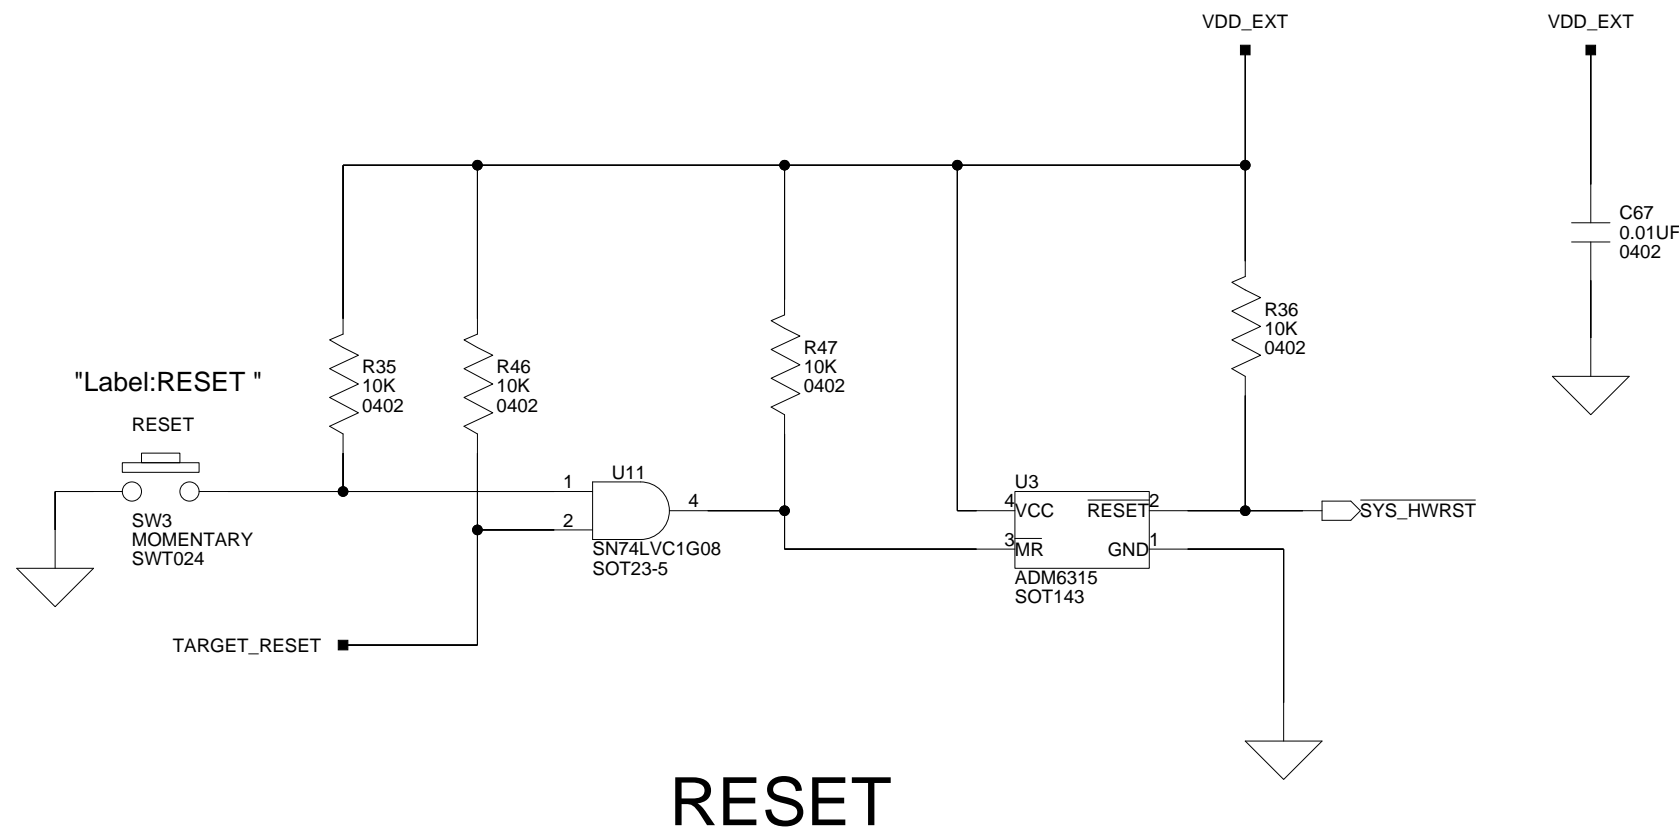 VDD_EXT
VDD_EXT
C67
0.01UF
0402
R36
10K
0402
R47
10K
0402
R35
10K
0402
R46
10K
0402
"Label:RESET "
RESET
SW3
MOMENTARY
SWT024
1
2
U11
4
SN74LVC1G08
SOT23-5
U3
4
VCC
RESET
2
3
MR
GND
1
ADM6315
SOT143
SYS_HWRST
TARGET_RESET
RESET